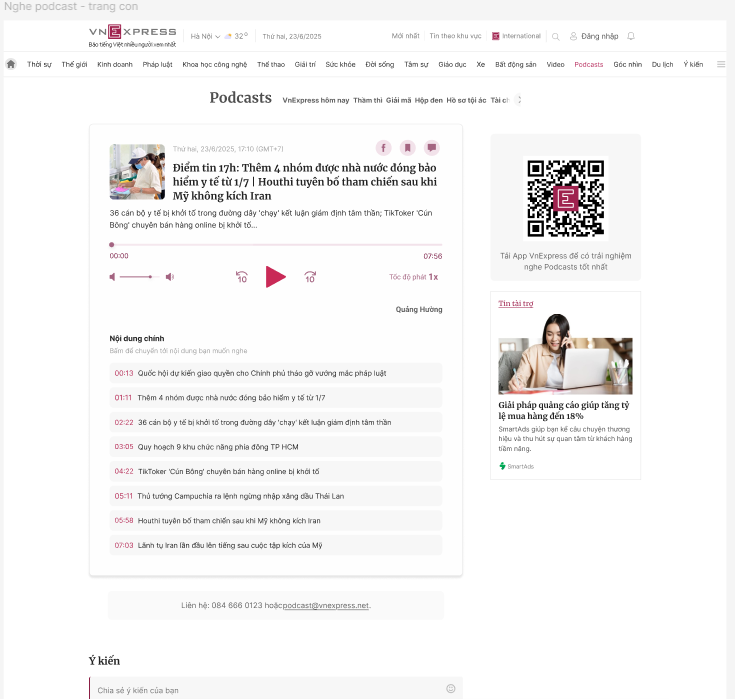 Nghe podcast - trang con
VNEXPRESS
Báo tiếng Việt nhiều người xem nhất
Hà Nội
32°
Thứ hai, 23/6/2025
Mới nhất
Tin theo khu vực
E International
Đăng nhập
Thời sự Thế giới Kinh doanh Pháp luật Khoa học công nghệ Thể thao Giải trí Sức khỏe Đời sống Tâm sự Giáo dục Xe Bất động sản Video Podcasts Góc nhìn Du lịch Ý kiến
Podcasts
VnExpress hôm nay Thầm thì Giải mã Hộp đen Hồ sơ tội ác Tài ch
Thứ hai, 23/6/2025, 17:10 (GMT+7)
Điểm tin 17h: Thêm 4 nhóm được nhà nước đóng bảo
hiểm y tế từ 1/7 | Houthi tuyên bố tham chiến sau khi
Mỹ không kích Iran
36 cán bộ y tế bị khởi tố trong đường dây 'chạy' kết luận giám định tâm thần; TikToker 'Cún
Bông' chuyên bán hàng online bị khởi tố...
00:00
07:56
10
10
Tốc độ phát 1x
Quảng Hường
Nội dung chính
Bấm để chuyển tới nội dung bạn muốn nghe
00:13 Quốc hội dự kiến giao quyền cho Chính phủ tháo gỡ vướng mắc pháp luật
01:11 Thêm 4 nhóm được nhà nước đóng bảo hiểm y tế từ 1/7
02:22 36 cán bộ y tế bị khởi tố trong đường dây 'chạy' kết luận giám định tâm thần
03:05 Quy hoạch 9 khu chức năng phía đông TP HCM
04:22 TikToker 'Cún Bông' chuyên bán hàng online bị khởi tố
05:11 Thủ tướng Campuchia ra lệnh ngừng nhập xăng dầu Thái Lan
05:58 Houthi tuyên bố tham chiến sau khi Mỹ không kích Iran
07:03 Lãnh tụ Iran lần đầu lên tiếng sau cuộc tập kích của Mỹ
Liên hệ: 084 666 0123 hoặcpodcast@vnexpress.net.
Ý kiến
Chia sẻ ý kiến của bạn
E
Tải App VnExpress để có trải nghiệm
nghe Podcasts tốt nhất
Tin tài trợ
Giải pháp quảng cáo giúp tăng tỷ
lệ mua hàng đến 18%
SmartAds giúp bạn kể câu chuyện thương
hiệu và thu hút sự quan tâm từ khách hàng
tiềm năng.
SmartAds